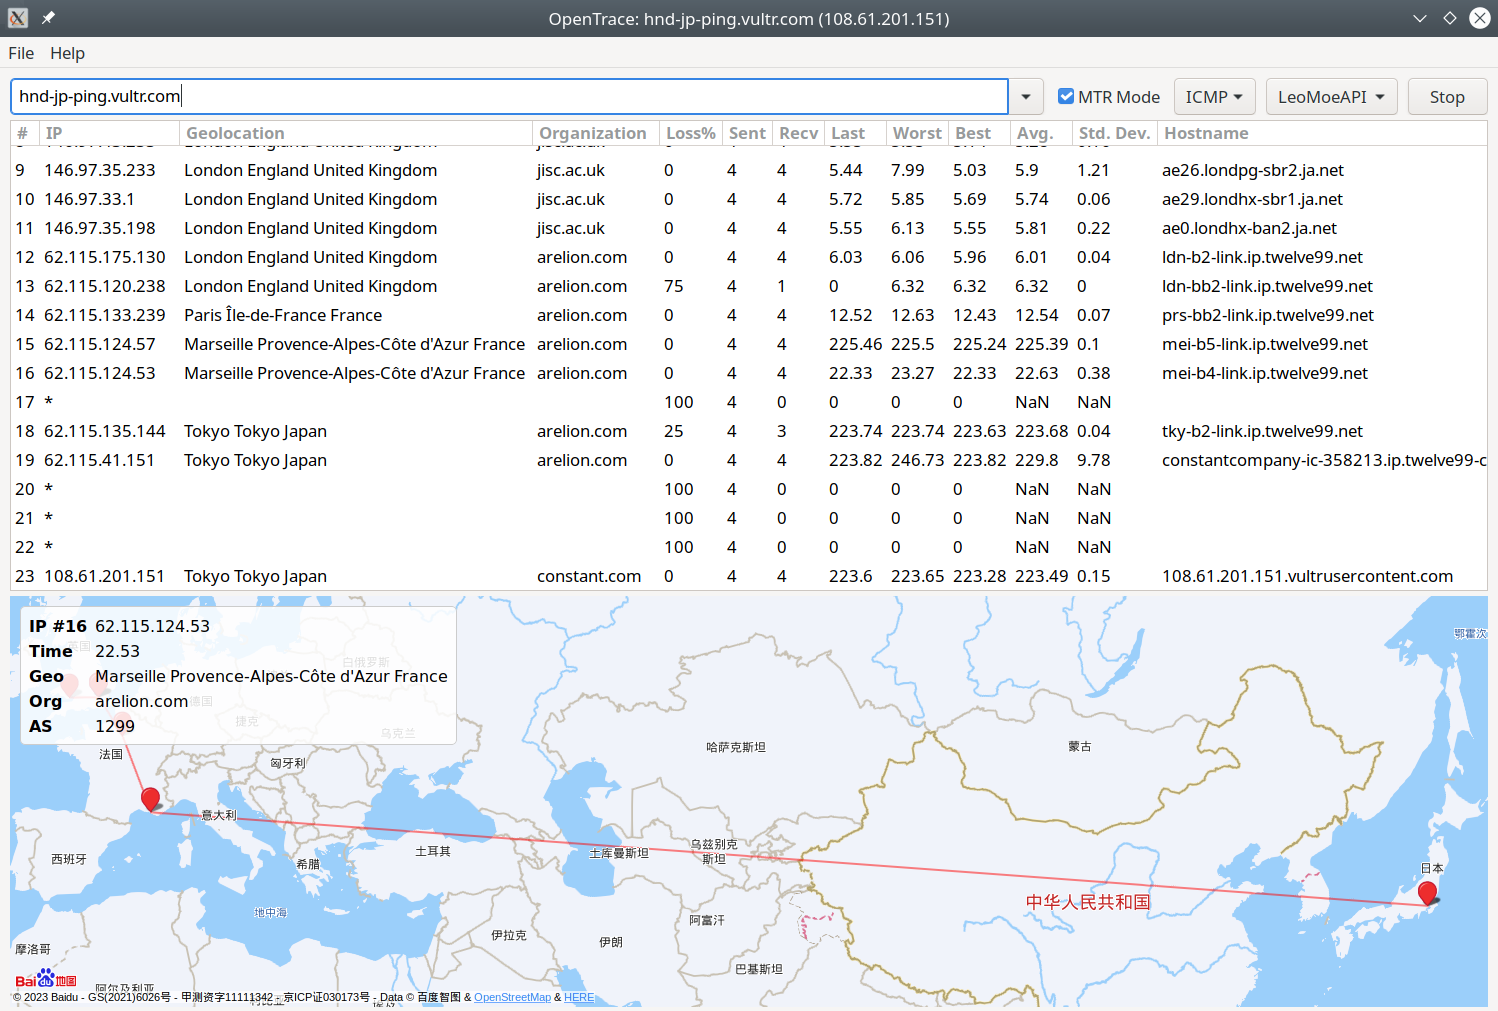 OpenTrace: hnd-jp-ping.vultr.com (108.61.201.151)
File Help
hnd-jp-ping.vultr.com MTR Mode ICMP LeoMoeAPI Stop
# IP Geolocation Organization Loss% Sent Recv Last Worst Best Avg. Std. Dev. Hostname
9 146.97.35.233 London England United Kingdom jisc.ac.uk 0 4 4 5.44 7.99 5.03 5.9 1.21 ae26.londpg-sbr2.ja.net
10 146.97.33.1 London England United Kingdom jisc.ac.uk 0 4 4 5.72 5.85 5.69 5.74 0.06 ae29.londhx-sbr1.ja.net
11 146.97.35.198 London England United Kingdom jisc.ac.uk 0 4 4 5.55 6.13 5.55 5.81 0.22 ae0.londhx-ban2.ja.net
12 62.115.175.130 London England United Kingdom arelion.com 0 4 4 6.03 6.06 5.96 6.01 0.04 ldn-b2-link.ip.twelve99.net
13 62.115.120.238 London England United Kingdom arelion.com 75 4 1 0 6.32 6.32 6.32 0 ldn-bb2-link.ip.twelve99.net
14 62.115.133.239 Paris Île-de-France France arelion.com 0 4 4 12.52 12.63 12.43 12.54 0.07 prs-bb2-link.ip.twelve99.net
15 62.115.124.57 Marseille Provence-Alpes-Côte d'Azur France arelion.com 0 4 4 225.46 225.5 225.24 225.39 0.1 mei-b5-link.ip.twelve99.net
16 62.115.124.53 Marseille Provence-Alpes-Côte d'Azur France arelion.com 0 4 4 22.33 23.27 22.33 22.63 0.38 mei-b4-link.ip.twelve99.net
17 * 100 4 0 0 0 0 NaN NaN
18 62.115.135.144 Tokyo Tokyo Japan arelion.com 25 4 3 223.74 223.74 223.63 223.68 0.04 tky-b2-link.ip.twelve99.net
19 62.115.41.151 Tokyo Tokyo Japan arelion.com 0 4 4 223.82 246.73 223.82 229.8 9.78 constantcompany-ic-358213.ip.twelve99-c
20 * 100 4 0 0 0 0 NaN NaN
21 * 100 4 0 0 0 0 NaN NaN
22 * 100 4 0 0 0 0 NaN NaN
23 108.61.201.151 Tokyo Tokyo Japan constant.com 0 4 4 223.6 223.65 223.28 223.49 0.15 108.61.201.151.vultrusercontent.com
IP #16 62.115.124.53
Time 22.53
Geo Marseille Provence-Alpes-Côte d'Azur France
Org arelion.com
AS 1299
鄂霍次
白俄罗斯
德国
捷克
乌克兰
法国
匈牙利
哈萨克斯坦
蒙古
意大利
西班牙
希腊
土耳其
土库曼斯坦
乌兹别克
斯坦
日本
中华人民共和国
地中海
阿富汗
伊拉克
伊朗
摩洛哥
巴基斯坦
Bai du 地图
阿尔及利亚
© 2023 Baidu - GS(2021)6026号 - 甲测资字11111342 - 京ICP证030173号 - Data © 百度智图 & OpenStreetMap & HERE